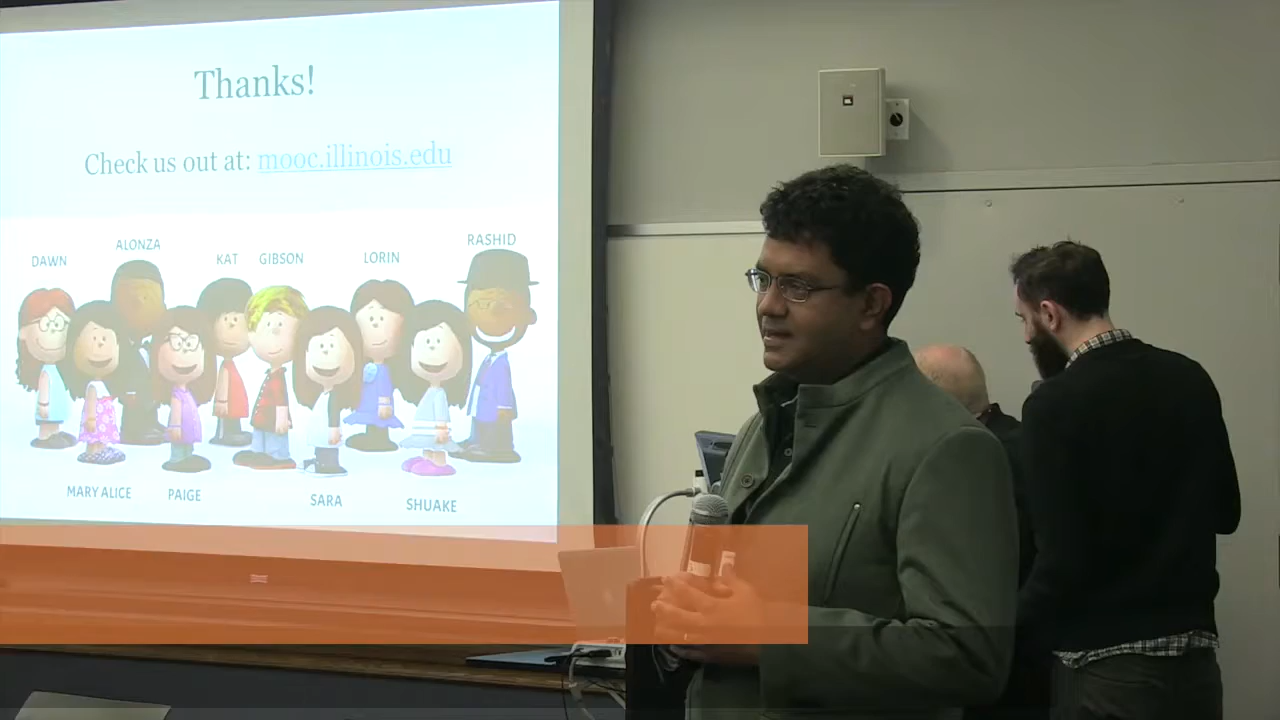 Thanks!
Check us out at: mooc.illinois.edu
DAWN
ALONZA
KAT
GIBSON
LORIN
RASHID
MARY ALICE
PAIGE
SARA
SHUAKE